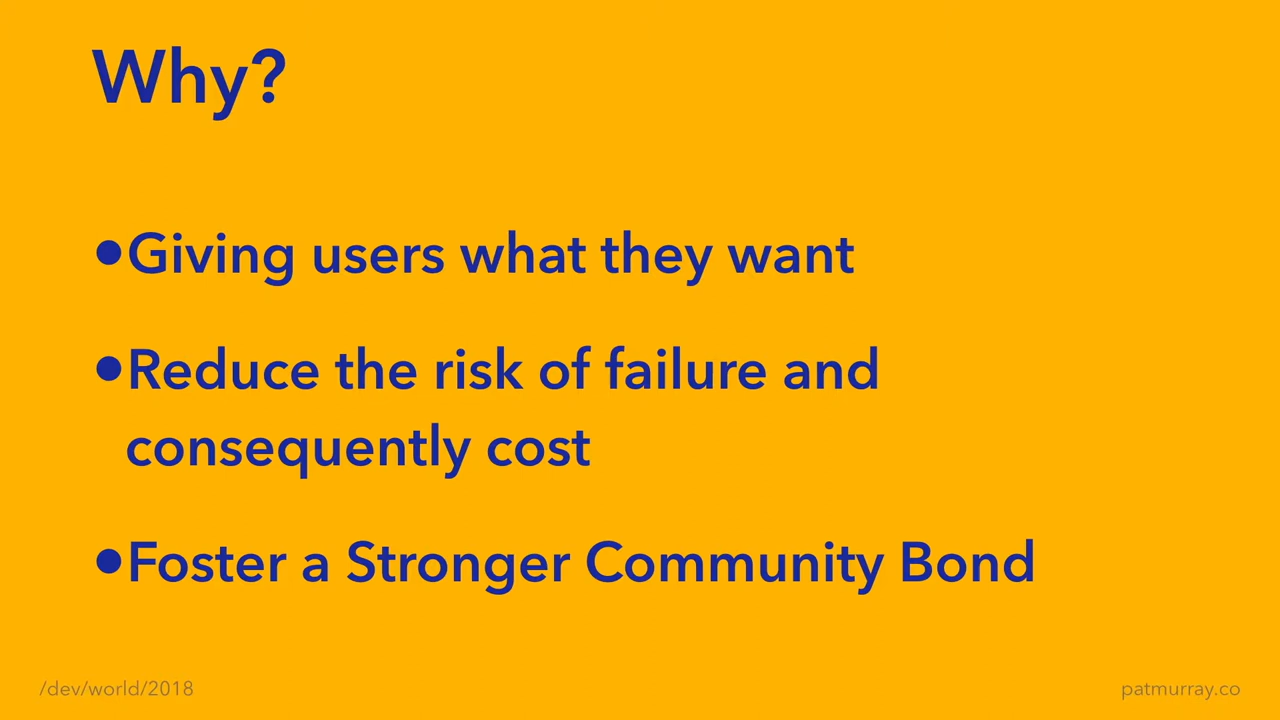 Why?
•Giving users what they want
•Reduce the risk of failure and
consequently cost
•Foster a Stronger Community Bond
/dev/world/2018
patmurray.co